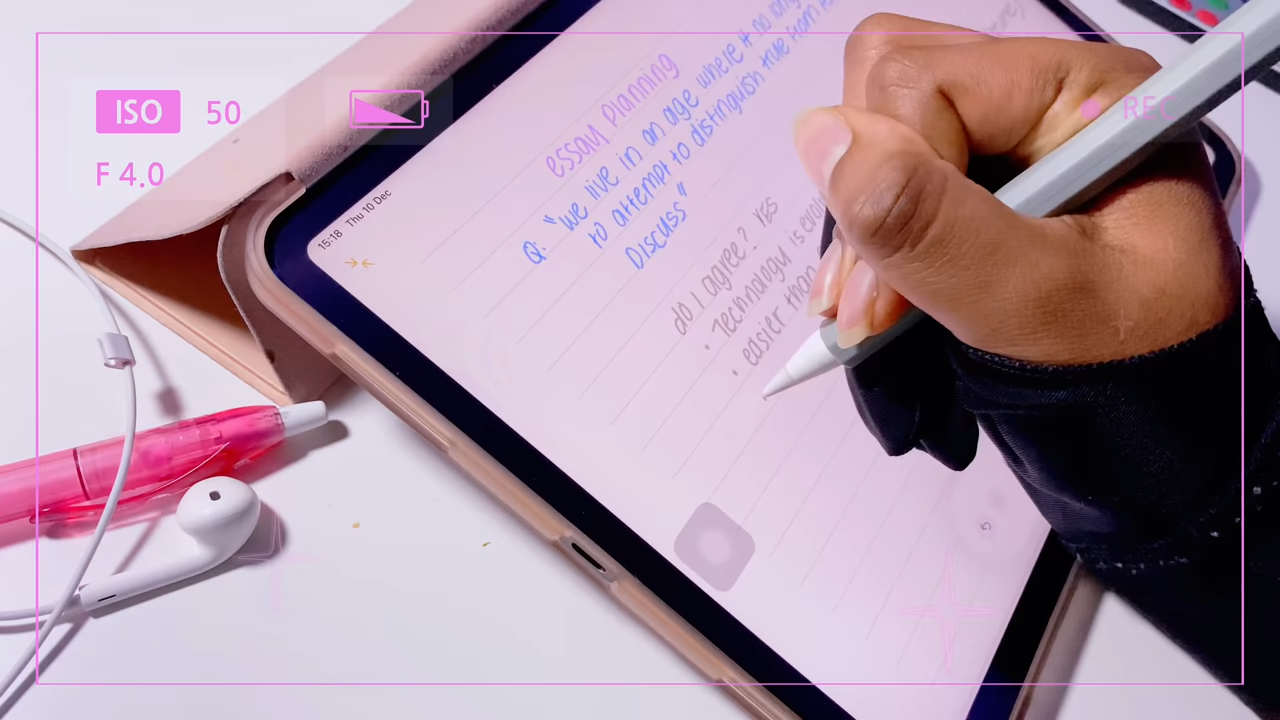 ISO 50
F 4.0
REC
15:18 Thu 10 Dec
essay planning
Q. "we live in an age where it no
to attempt to distinguish true from
Discuss"
do I agree? YES
• Technology is
• easier than